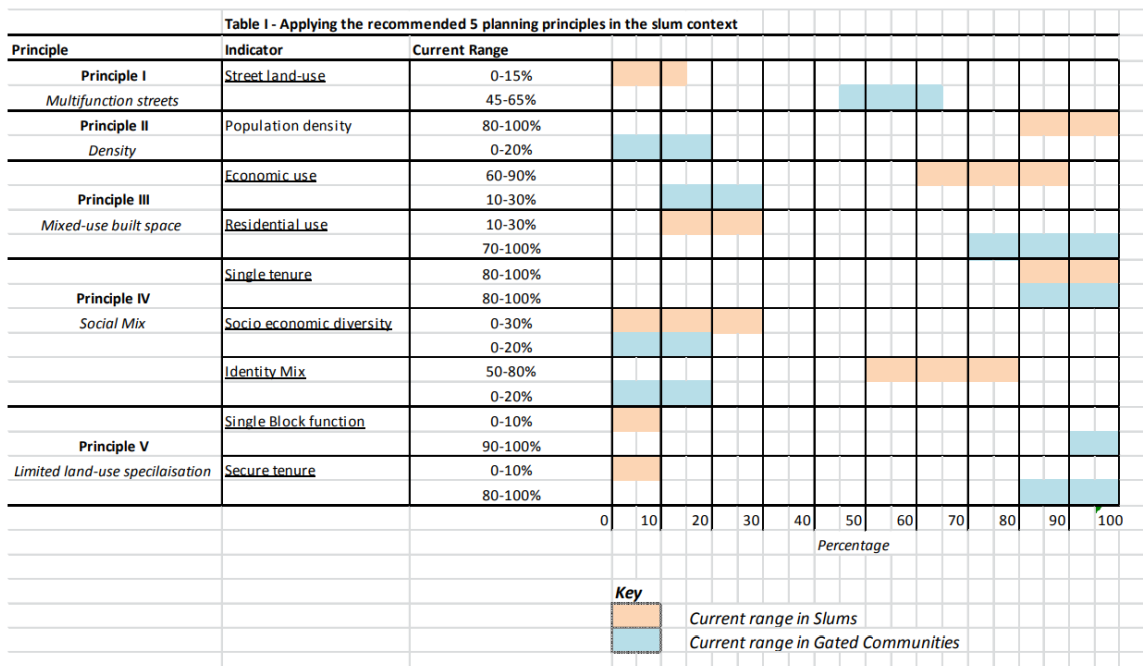 Table I - Applying the recommended 5 planning principles in the slum context
Principle Indicator Current Range
Principle I Street land-use 0-15%
Multifunction streets 45-65%
Principle II Population density 80-100%
Density 0-20%
Economic use 60-90%
Principle III 10-30%
Mixed-use built space Residential use 10-30%
70-100%
Single tenure 80-100%
Principle IV 80-100%
Social Mix Socio economic diversity 0-30%
0-20%
Identity Mix 50-80%
0-20%
Single Block function 0-10%
Principle V 90-100%
Limited land-use specilaisation Secure tenure 0-10%
80-100%
0 10 20 30 40 50 60 70 80 90 100
Percentage
Key
Current range in Slums
Current range in Gated Communities